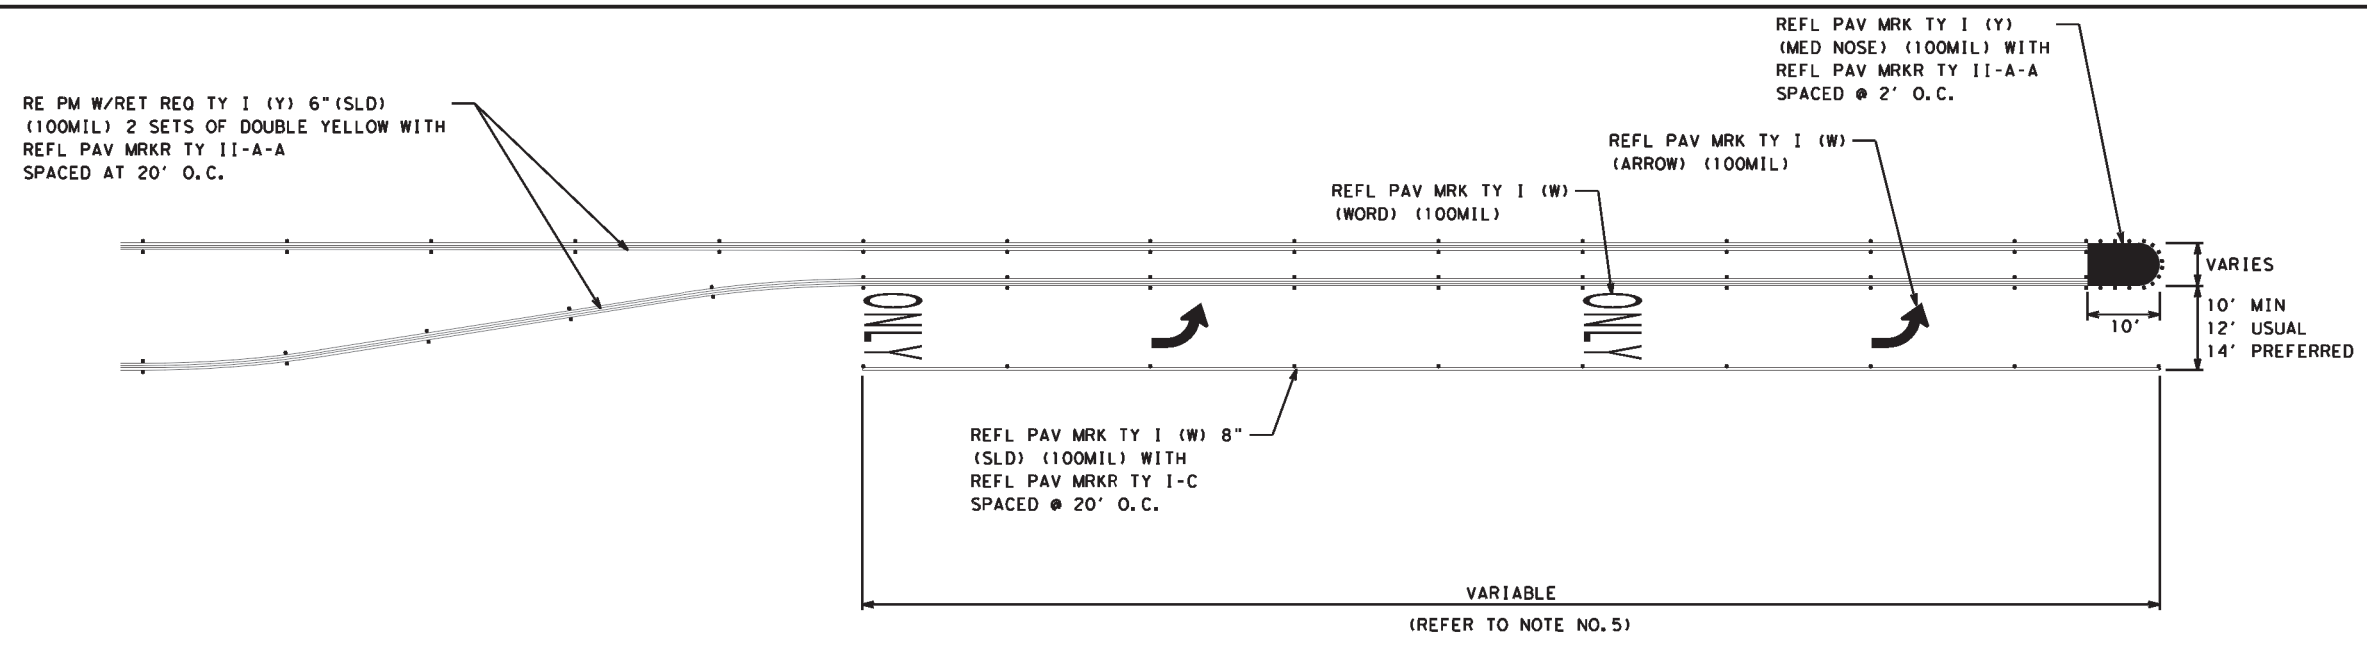 REFL PAV MRK TY I (Y)
(MED NOSE) (100MIL) WITH
REFL PAV MRKR TY II-A-A
SPACED @ 2' O.C.
RE PM W/RET REQ TY I (Y) 6"(SLD)
(100MIL) 2 SETS OF DOUBLE YELLOW WITH
REFL PAV MRKR TY II-A-A
SPACED AT 20' O.C.
REFL PAV MRK TY I (W)
(ARROW) (100MIL)
REFL PAV MRK TY I (W)
(WORD) (100MIL)
VARIES
10' MIN
12' USUAL
14' PREFERRED
10'
ONLY
ONLY
REFL PAV MRK TY I (W) 8"
(SLD) (100MIL) WITH
REFL PAV MRKR TY I-C
SPACED @ 20' O.C.
VARIABLE
(REFER TO NOTE NO.5)